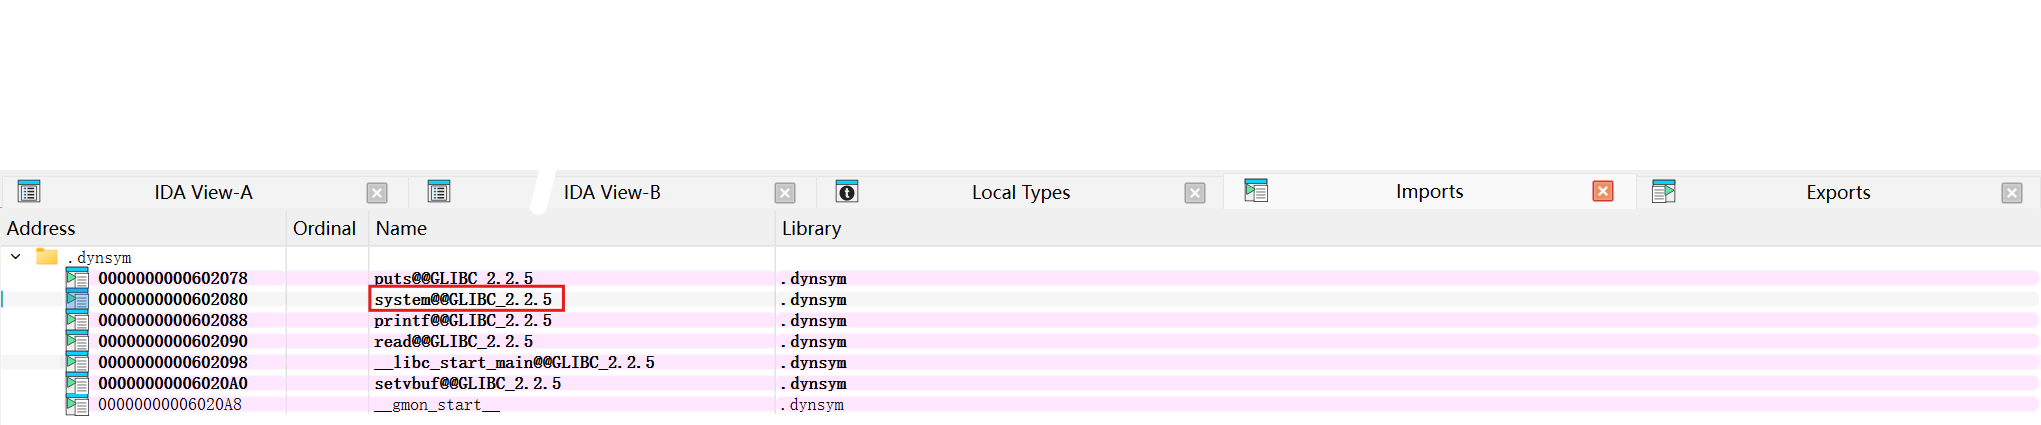 IDA View-A IDA View-B Local Types Imports Exports
Address Ordinal Name Library
.dynsym
0000000000602078 puts@@GLIBC_2.2.5 .dynsym
0000000000602080 system@@GLIBC_2.2.5 .dynsym
0000000000602088 printf@@GLIBC_2.2.5 .dynsym
0000000000602090 read@@GLIBC_2.2.5 .dynsym
0000000000602098 __libc_start_main@@GLIBC_2.2.5 .dynsym
00000000006020A0 setvbuf@@GLIBC_2.2.5 .dynsym
00000000006020A8 __gmon_start__ .dynsym